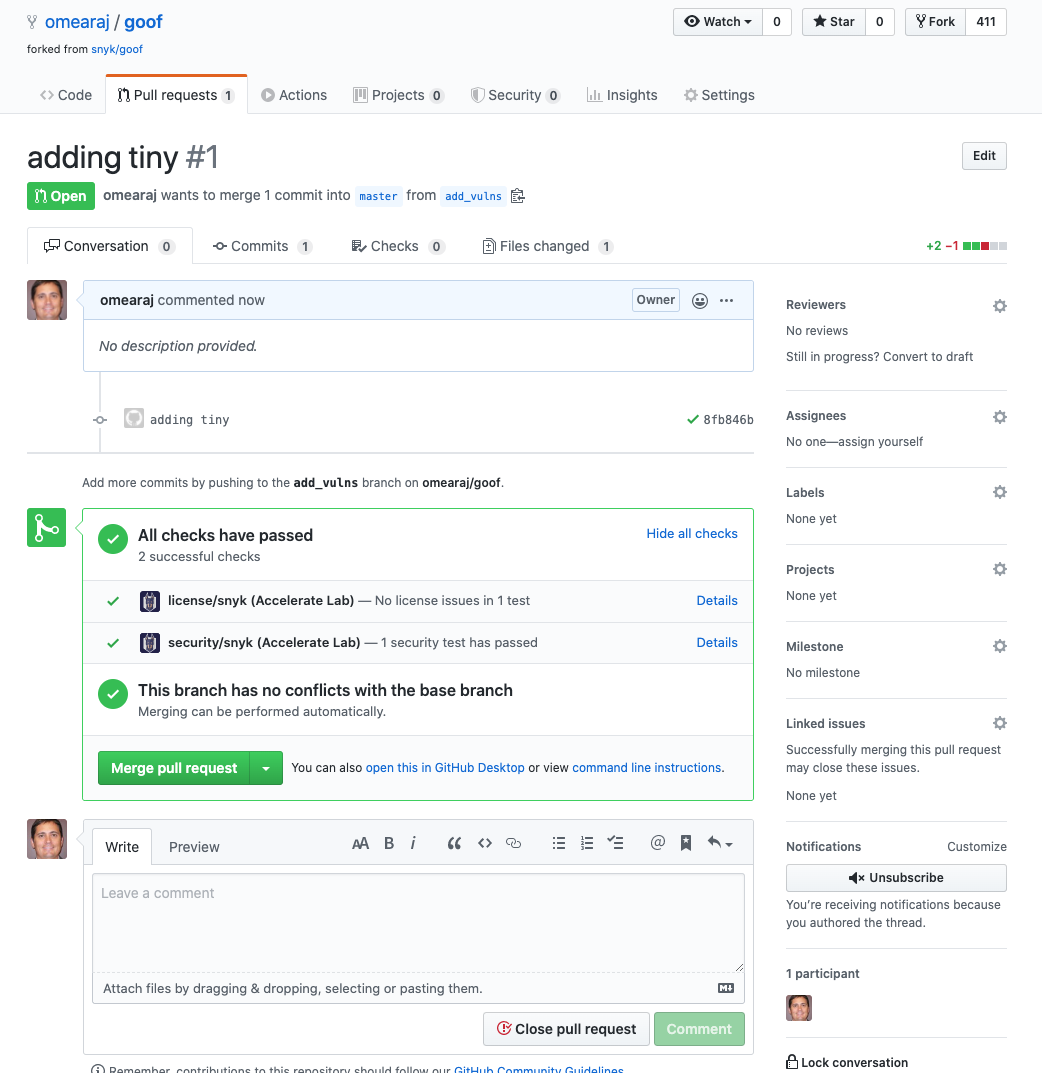 omearaj / goof
Watch 0 Star 0 Fork 411
forked from snyk/goof
Code Pull requests 1 Actions Projects 0 Security 0 Insights Settings
adding tiny #1
Edit
Open omearaj wants to merge 1 commit into master from add_vulns
Conversation 0 Commits 1 Checks 0 Files changed 1 +2 −1
omearaj commented now Owner
No description provided.
adding tiny 8fb846b
Add more commits by pushing to the add_vulns branch on omearaj/goof.
All checks have passed Hide all checks
2 successful checks
license/snyk (Accelerate Lab) — No license issues in 1 test Details
security/snyk (Accelerate Lab) — 1 security test has passed Details
This branch has no conflicts with the base branch
Merging can be performed automatically.
Merge pull request You can also open this in GitHub Desktop or view command line instructions.
Write Preview AA B i @
Leave a comment
Attach files by dragging & dropping, selecting or pasting them.
Close pull request Comment
Remember, contributions to this repository should follow our GitHub Community Guidelines.
Reviewers
No reviews
Still in progress? Convert to draft
Assignees
No one—assign yourself
Labels
None yet
Projects
None yet
Milestone
No milestone
Linked issues
Successfully merging this pull request
may close these issues.
None yet
Notifications Customize
Unsubscribe
You're receiving notifications because
you authored the thread.
1 participant
Lock conversation